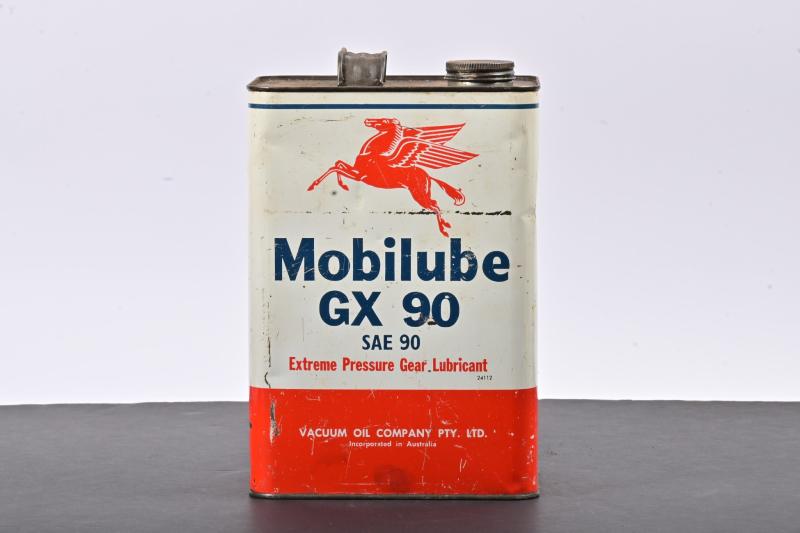 Mobilube
GX 90
SAE 90
Extreme Pressure Gear Lubricant
24112
VACUUM OIL COMPANY PTY. LTD.
Incorporated in Australia